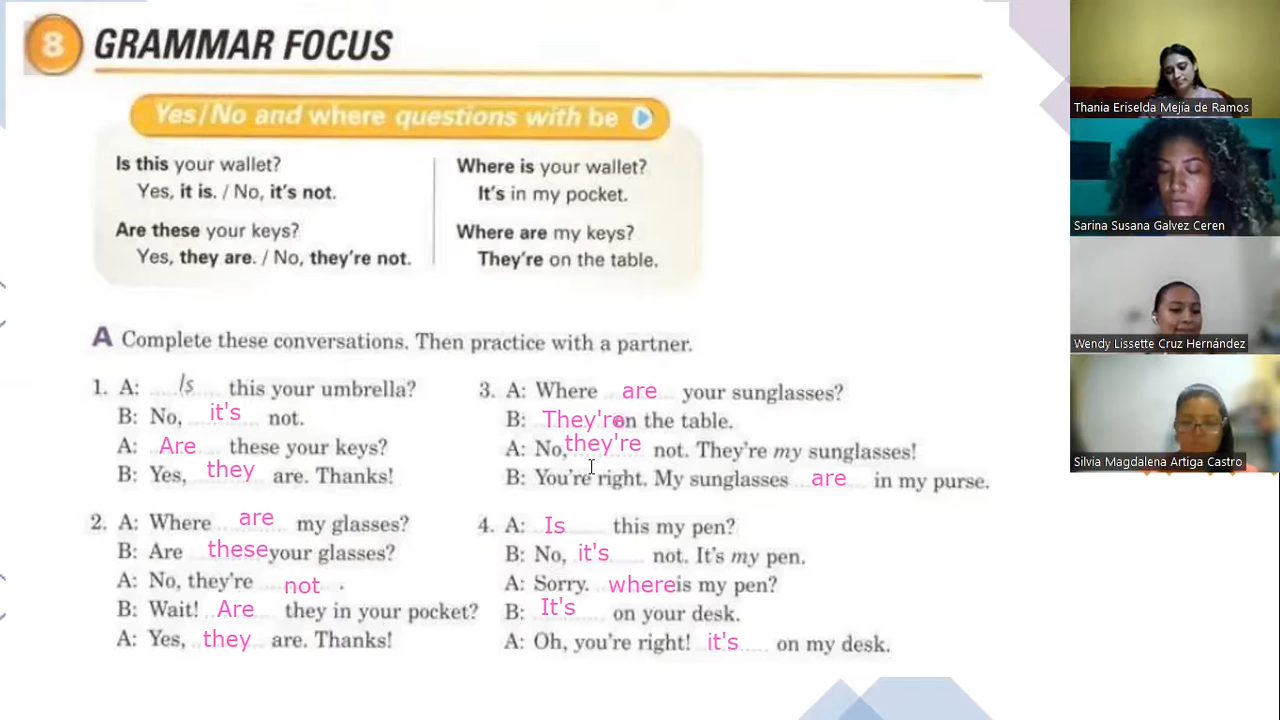 8 GRAMMAR FOCUS
Yes/No and where questions with be
Is this your wallet?
Yes, it is. / No, it's not.
Are these your keys?
Yes, they are. / No, they're not.
Where is your wallet?
It's in my pocket.
Where are my keys?
They're on the table.
A Complete these conversations. Then practice with a partner.
1. A: Is this your umbrella?
B: No, it's not.
A: Are these your keys?
B: Yes, they are. Thanks!
2. A: Where are my glasses?
B: Are these your glasses?
A: No, they're not .
B: Wait! Are they in your pocket?
A: Yes, they are. Thanks!
3. A: Where are your sunglasses?
B: They're on the table.
A: No, they're not. They're my sunglasses!
B: You're right. My sunglasses are in my purse.
4. A: Is this my pen?
B: No, it's not. It's my pen.
A: Sorry. where is my pen?
B: It's on your desk.
A: Oh, you're right! it's on my desk.
Thania Eriselda Mejía de Ramos
Sarina Susana Galvez Ceren
Wendy Lissette Cruz Hernández
Silvia Magdalena Artiga Castro